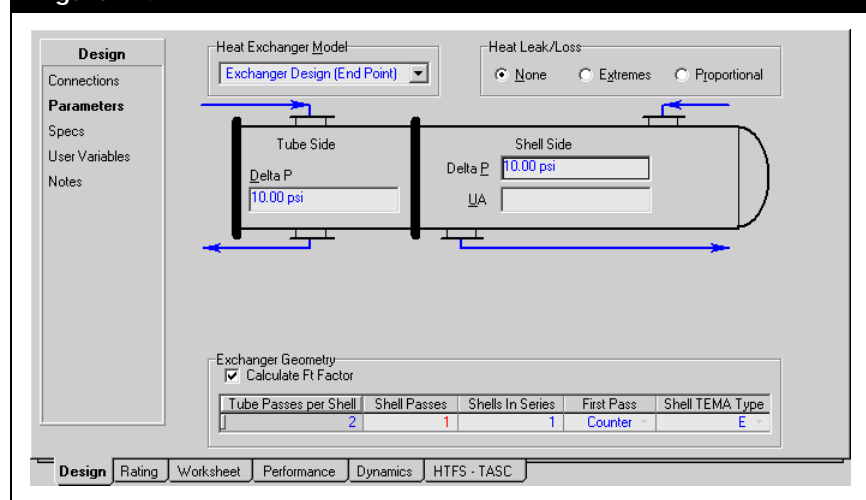 Design
Connections
Parameters
Specs
User Variables
Notes
Heat Exchanger Model
Exchanger Design (End Point)
Heat Leak/Loss
None
Extremes
Proportional
Tube Side
Delta P
10.00 psi
Shell Side
Delta P
10.00 psi
UA
Exchanger Geometry
Calculate Ft Factor
Tube Passes per Shell Shell Passes Shells In Series First Pass Shell TEMA Type
2 1 1 Counter E
Design Rating Worksheet Performance Dynamics HTFS - TASC